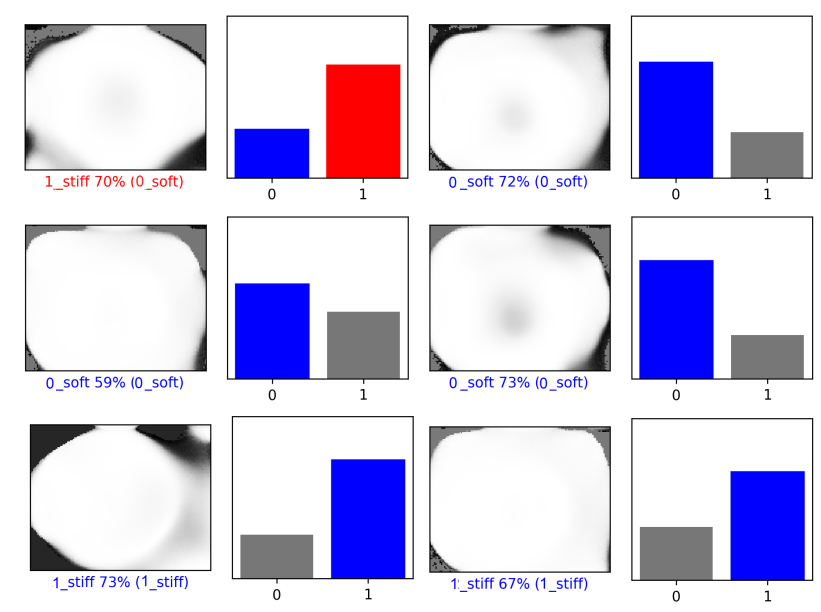 1_stiff 70% (0_soft)
0 1
0_soft 72% (0_soft)
0 1
0_soft 59% (0_soft)
0 1
0_soft 73% (0_soft)
0 1
1_stiff 73% (1_stiff)
0 1
1_stiff 67% (1_stiff)
0 1